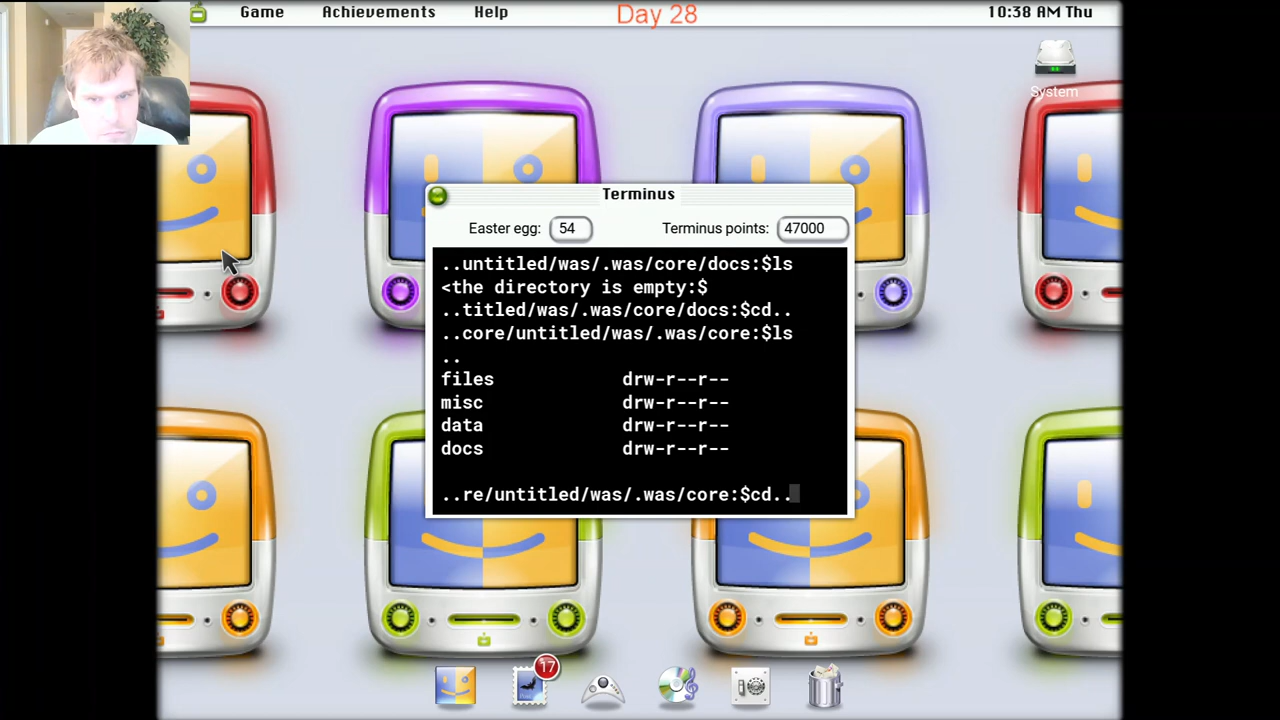 Game Achievements Help Day 28 10:38 AM Thu
System
Terminus
Easter egg: 54 Terminus points: 47000
..untitled/was/.was/core/docs:$ls
<the directory is empty:$
..titled/was/.was/core/docs:$cd..
..core/untitled/was/.was/core:$ls
..
files drw-r--r--
misc drw-r--r--
data drw-r--r--
docs drw-r--r--
..re/untitled/was/.was/core:$cd..
17